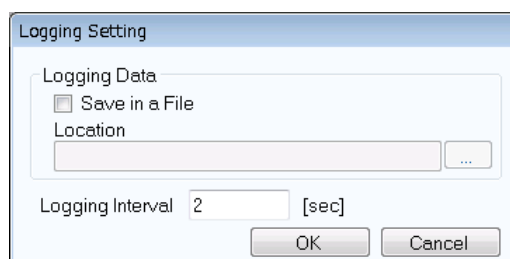 Logging Setting
Logging Data
Save in a File
Location
...
Logging Interval 2 [sec]
OK Cancel